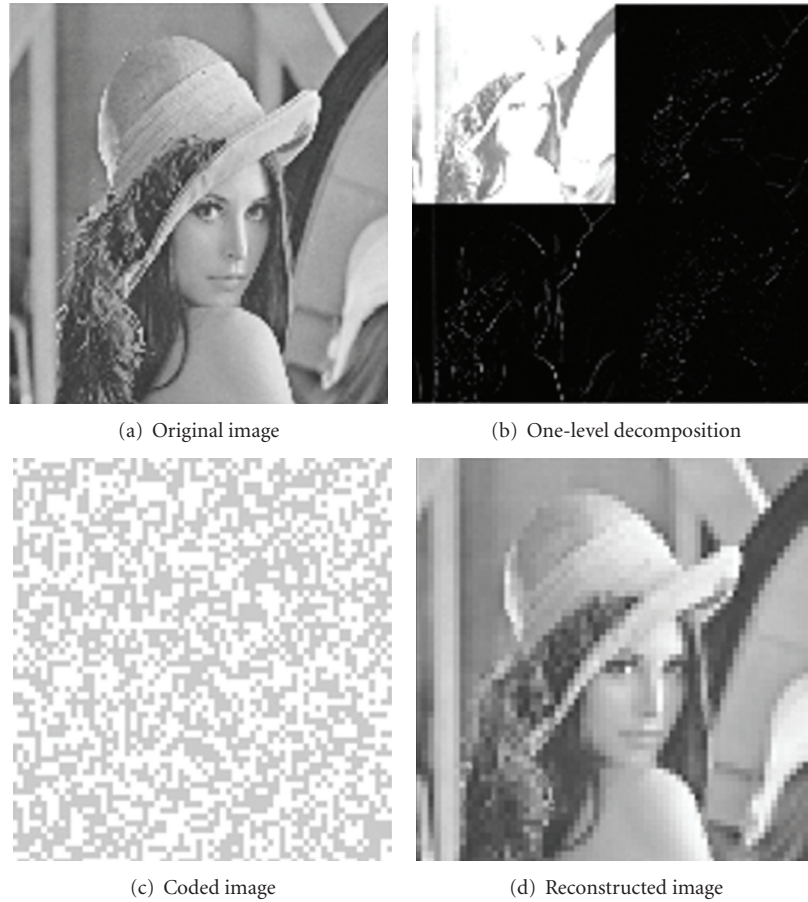 (a) Original image
(b) One-level decomposition
(c) Coded image
(d) Reconstructed image